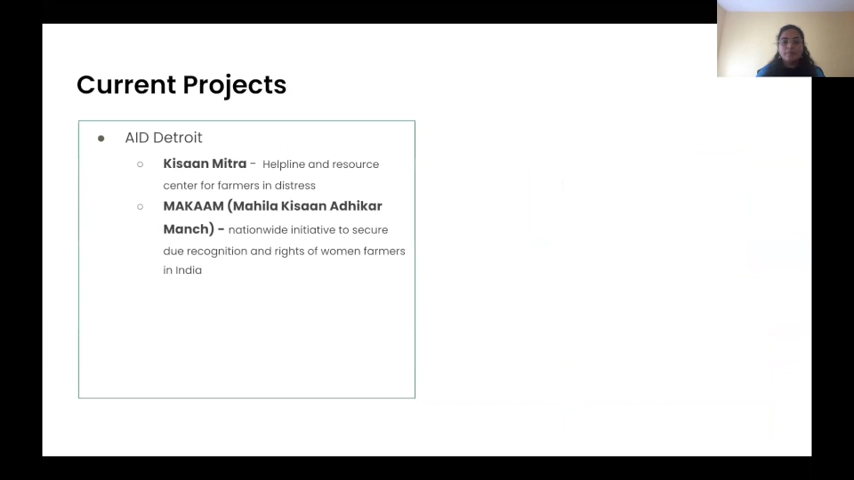 Current Projects
● AID Detroit
○ Kisaan Mitra - Helpline and resource
center for farmers in distress
○ MAKAAM (Mahila Kisaan Adhikar
Manch) - nationwide initiative to secure
due recognition and rights of women farmers
in India